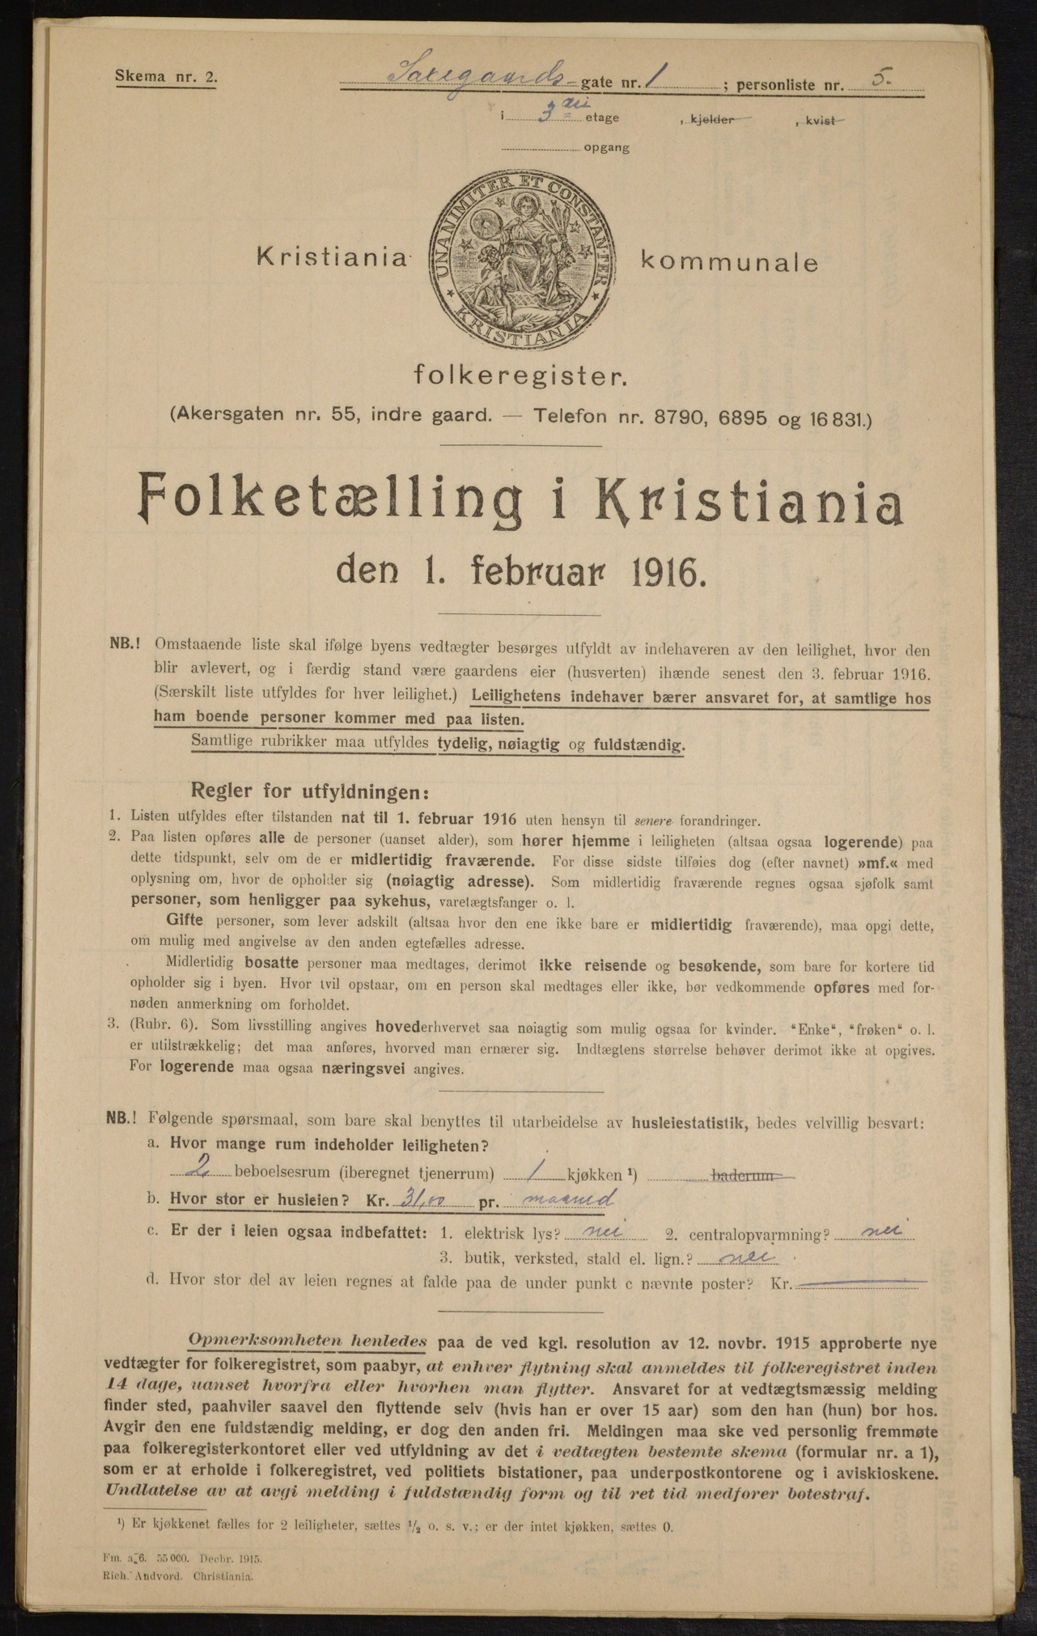 Skema nr. 2.
Saxegaards-gate nr. 1 ; personliste nr. 5.
i 3die etage , kjelder , kvist
opgang
UNANIMITER ET CONSTANTER
KRISTIANIA
Kristiania kommunale
folkeregister.
(Akersgaten nr. 55, indre gaard. — Telefon nr. 8790, 6895 og 16 831.)
Folketælling i Kristiania
den 1. februar 1916.
NB.! Omstaaende liste skal ifølge byens vedtægter besørges utfyldt av indehaveren av den leilighet, hvor den
blir avlevert, og i færdig stand være gaardens eier (husverten) ihænde senest den 3. februar 1916.
(Særskilt liste utfyldes for hver leilighet.) Leilighetens indehaver bærer ansvaret for, at samtlige hos
ham boende personer kommer med paa listen.
Samtlige rubrikker maa utfyldes tydelig, nøiagtig og fuldstændig.
Regler for utfyldningen:
1. Listen utfyldes efter tilstanden nat til 1. februar 1916 uten hensyn til senere forandringer.
2. Paa listen opføres alle de personer (uanset alder), som hører hjemme i leiligheten (altsaa ogsaa logerende) paa
dette tidspunkt, selv om de er midlertidig fraværende. For disse sidste tilføies dog (efter navnet) »mf.« med
oplysning om, hvor de opholder sig (nøiagtig adresse). Som midlertidig fraværende regnes ogsaa sjøfolk samt
personer, som henligger paa sykehus, varetægtsfanger o. l.
Gifte personer, som lever adskilt (altsaa hvor den ene ikke bare er midlertidig fraværende), maa opgi dette,
om mulig med angivelse av den anden egtefælles adresse.
Midlertidig bosatte personer maa medtages, derimot ikke reisende og besøkende, som bare for kortere tid
opholder sig i byen. Hvor tvil opstaar, om en person skal medtages eller ikke, bør vedkommende opføres med for-
nøden anmerkning om forholdet.
3. (Rubr. 6). Som livsstilling angives hovederhvervet saa nøiagtig som mulig ogsaa for kvinder. "Enke", "frøken" o. l.
er utilstrækkelig; det maa anføres, hvorved man ernærer sig. Indtægtens størrelse behøver derimot ikke at opgives.
For logerende maa ogsaa næringsvei angives.
NB.! Følgende spørsmaal, som bare skal benyttes til utarbeidelse av husleiestatistik, bedes velvillig besvart:
a. Hvor mange rum indeholder leiligheten?
2 beboelsesrum (iberegnet tjenerrum) 1 kjøkken ¹) baderum
b. Hvor stor er husleien? Kr. 31,00 pr. maaned
c. Er der i leien ogsaa indbefattet: 1. elektrisk lys? nei 2. centralopvarmning? nei
3. butik, verksted, stald el. lign.? nei
d. Hvor stor del av leien regnes at falde paa de under punkt c nævnte poster? Kr.
Opmerksomheten henledes paa de ved kgl. resolution av 12. novbr. 1915 approberte nye
vedtægter for folkeregistret, som paabyr, at enhver flytning skal anmeldes til folkeregistret inden
14 dage, uanset hvorfra eller hvorhen man flytter. Ansvaret for at vedtægtsmæssig melding
finder sted, paahviler saavel den flyttende selv (hvis han er over 15 aar) som den han (hun) bor hos.
Avgir den ene fuldstændig melding, er dog den anden fri. Meldingen maa ske ved personlig fremmøte
paa folkeregisterkontoret eller ved utfyldning av det i vedtægten bestemte skema (formular nr. a 1),
som er at erholde i folkeregistret, ved politiets bistationer, paa underpostkontorene og i aviskioskene.
Undlatelse av at avgi melding i fuldstændig form og til ret tid medfører bøtestraf.
¹) Er kjøkkenet fælles for 2 leiligheter, sættes ½ o. s. v.; er der intet kjøkken, sættes 0.
Fm. a.6. 55 000. Decbr. 1915.
Rich. Andvord. Christiania.